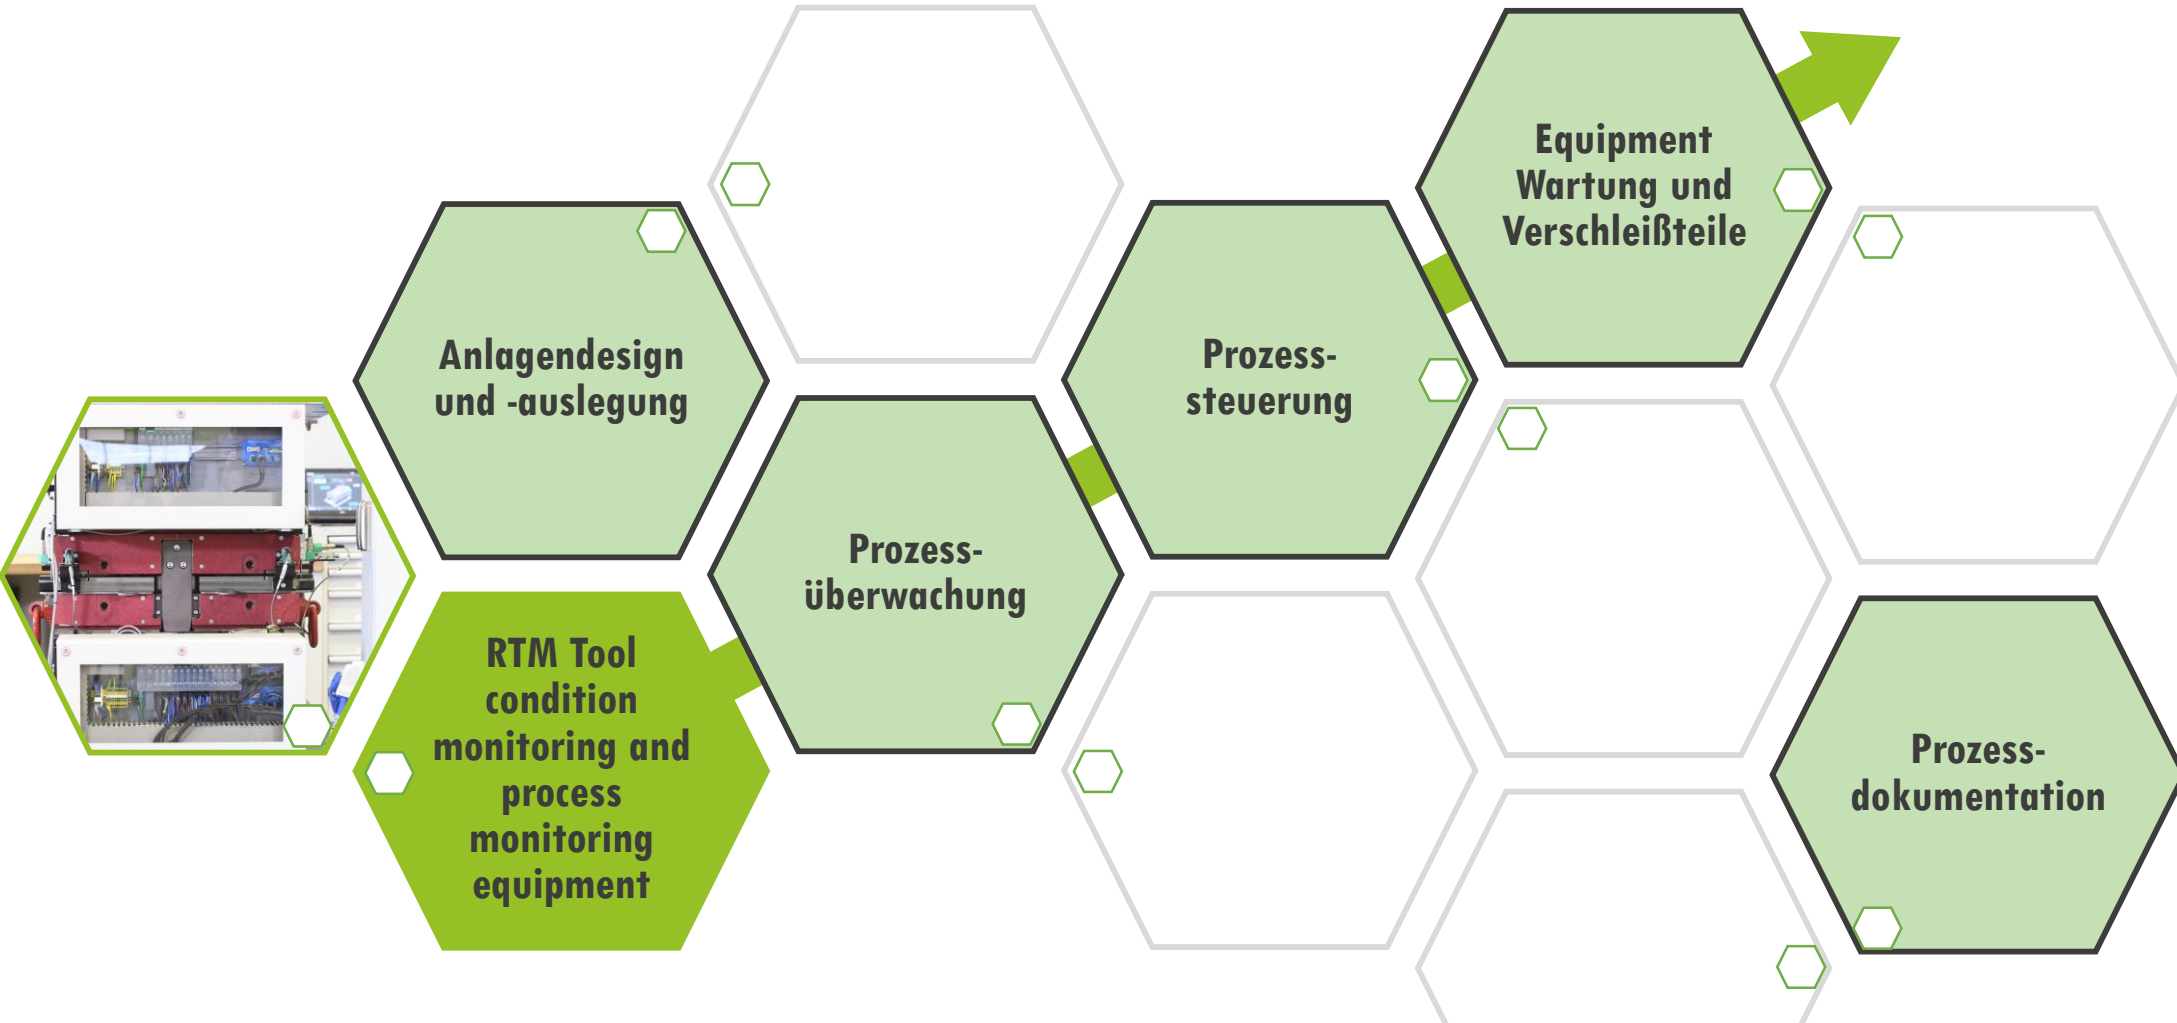 Anlagendesign
und -auslegung
RTM Tool
condition
monitoring and
process
monitoring
equipment
Prozess-
überwachung
Prozess-
steuerung
Equipment
Wartung und
Verschleißteile
Prozess-
dokumentation